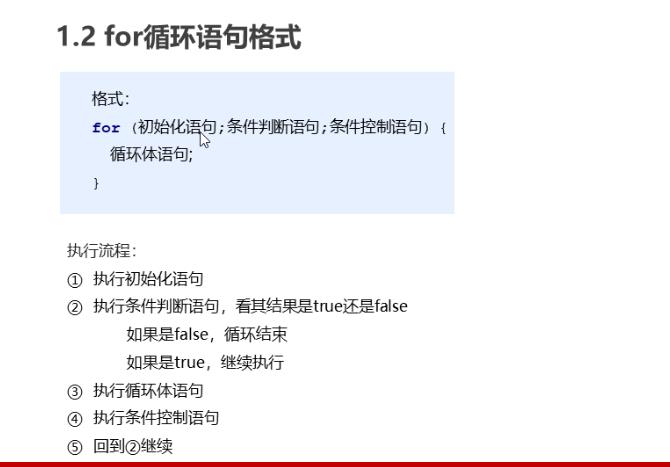 1.2 for循环语句格式
格式：
for （初始化语句;条件判断语句;条件控制语句）{
循环体语句;
}
执行流程：
① 执行初始化语句
② 执行条件判断语句，看其结果是true还是false
如果是false，循环结束
如果是true，继续执行
③ 执行循环体语句
④ 执行条件控制语句
⑤ 回到②继续